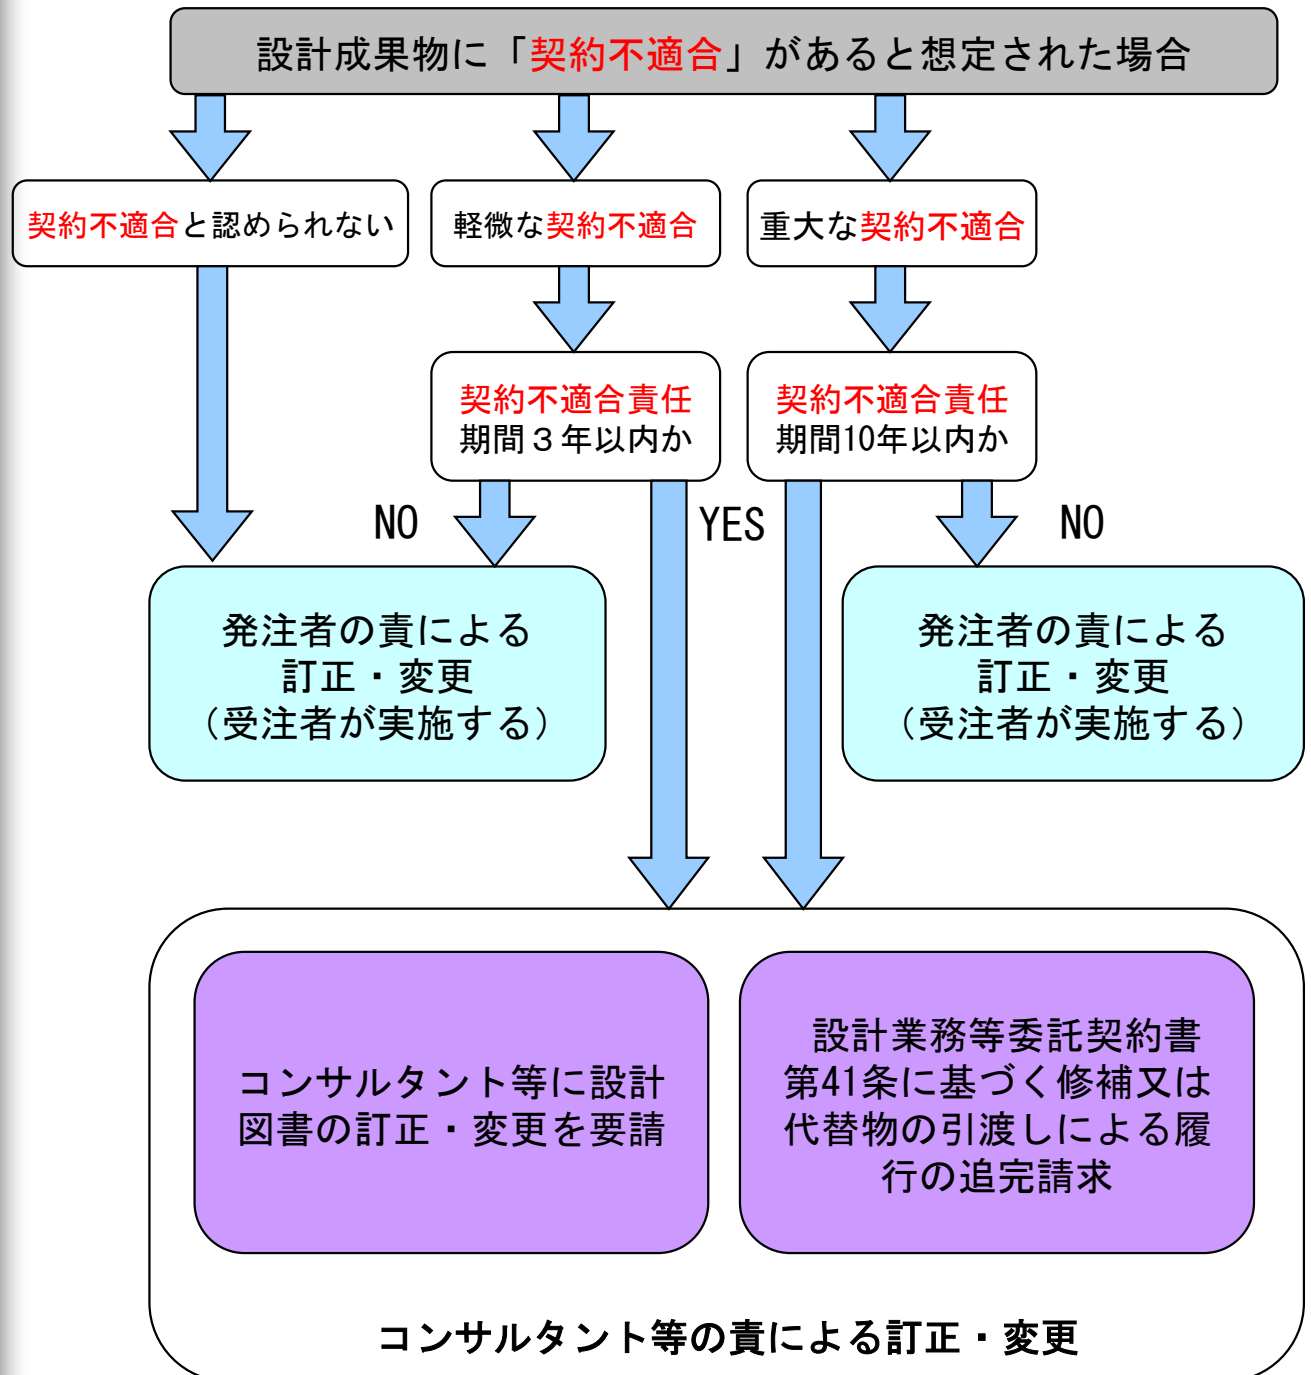 設計成果物に「契約不適合」があると想定された場合
契約不適合と認められない
軽微な契約不適合
重大な契約不適合
契約不適合責任
期間３年以内か
契約不適合責任
期間10年以内か
NO
YES
NO
発注者の責による
訂正・変更
（受注者が実施する）
発注者の責による
訂正・変更
（受注者が実施する）
コンサルタント等に設計
図書の訂正・変更を要請
設計業務等委託契約書
第41条に基づく修補又は
代替物の引渡しによる履
行の追完請求
コンサルタント等の責による訂正・変更